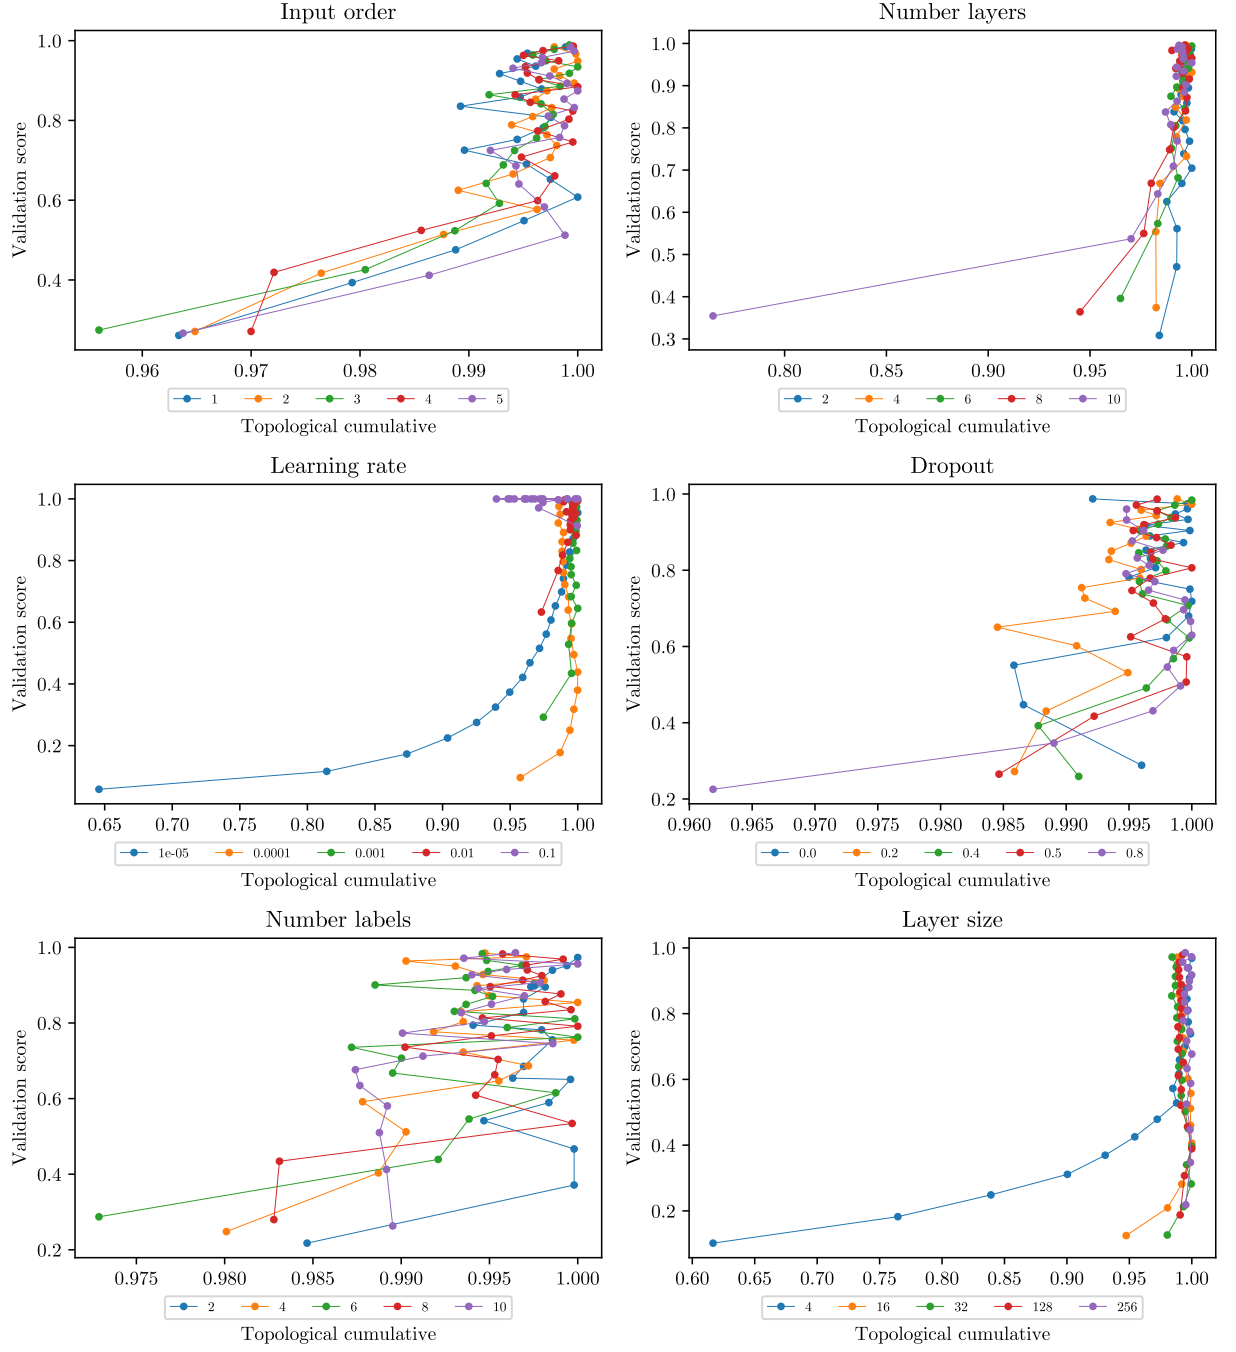 Input order
Validation score
1.0
0.8
0.6
0.4
0.96 0.97 0.98 0.99 1.00
1 2 3 4 5
Topological cumulative
Number layers
Validation score
1.0
0.9
0.8
0.7
0.6
0.5
0.4
0.3
0.80 0.85 0.90 0.95 1.00
2 4 6 8 10
Topological cumulative
Learning rate
Validation score
1.0
0.8
0.6
0.4
0.2
0.65 0.70 0.75 0.80 0.85 0.90 0.95 1.00
1e-05 0.0001 0.001 0.01 0.1
Topological cumulative
Dropout
Validation score
1.0
0.8
0.6
0.4
0.2
0.960 0.965 0.970 0.975 0.980 0.985 0.990 0.995 1.000
0.0 0.2 0.4 0.5 0.8
Topological cumulative
Number labels
Validation score
1.0
0.8
0.6
0.4
0.2
0.975 0.980 0.985 0.990 0.995 1.000
2 4 6 8 10
Topological cumulative
Layer size
Validation score
1.0
0.8
0.6
0.4
0.2
0.60 0.65 0.70 0.75 0.80 0.85 0.90 0.95 1.00
4 16 32 128 256
Topological cumulative